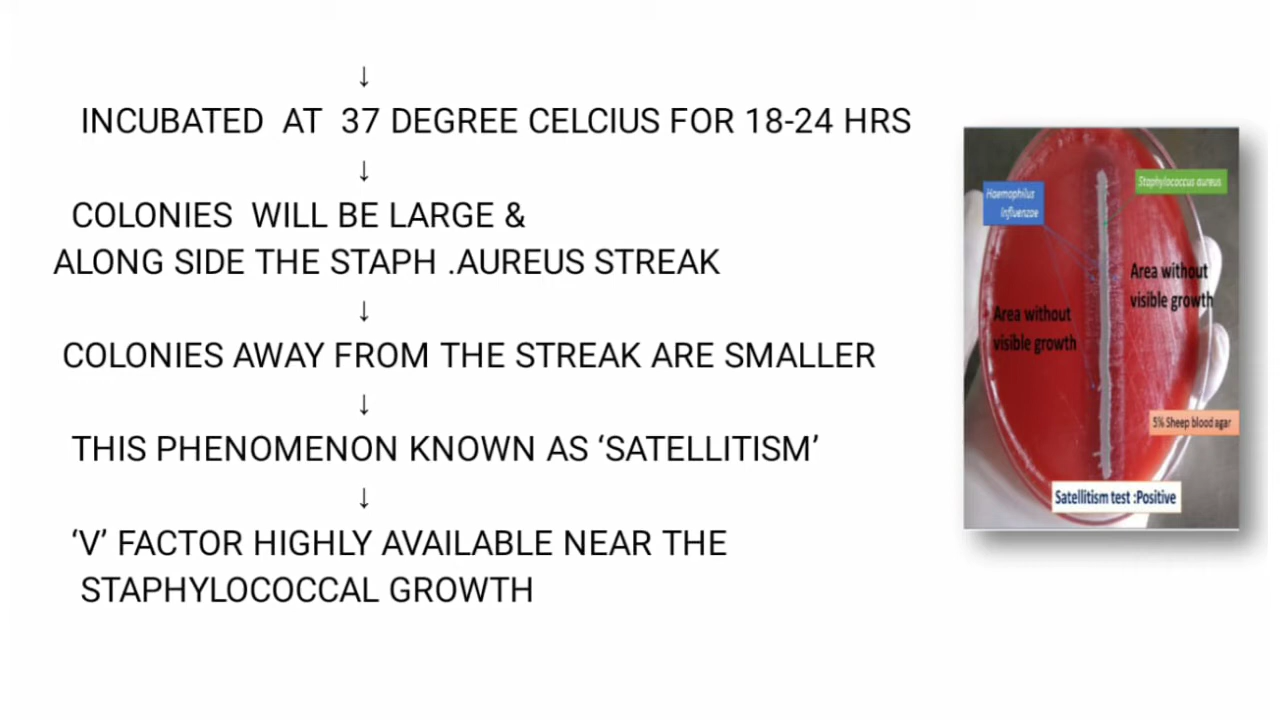 ↓
INCUBATED AT 37 DEGREE CELCIUS FOR 18-24 HRS
↓
COLONIES WILL BE LARGE &
ALONG SIDE THE STAPH .AUREUS STREAK
↓
COLONIES AWAY FROM THE STREAK ARE SMALLER
↓
THIS PHENOMENON KNOWN AS ‘SATELLITISM’
↓
‘V’ FACTOR HIGHLY AVAILABLE NEAR THE
STAPHYLOCOCCAL GROWTH
Staphylococcus aureus
Haemophilus
Influenzae
Area without
visible growth
Area without
visible growth
5% Sheep blood agar
Satellitism test :Positive